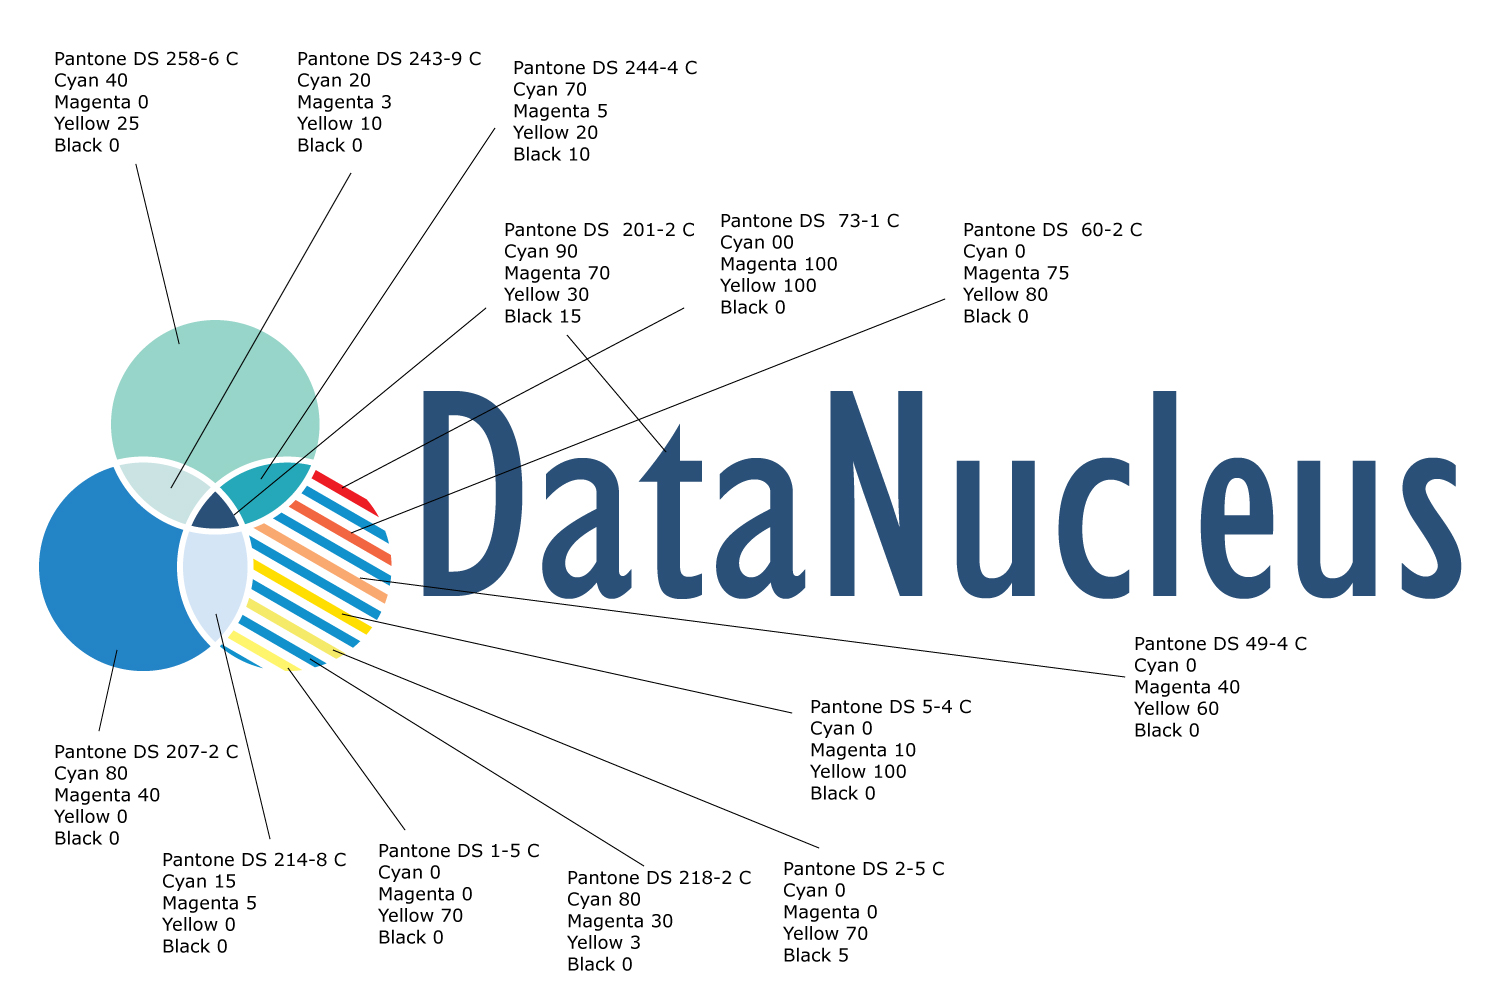 Pantone DS 258-6 C
Cyan 40
Magenta 0
Yellow 25
Black 0
Pantone DS 243-9 C
Cyan 20
Magenta 3
Yellow 10
Black 0
Pantone DS 244-4 C
Cyan 70
Magenta 5
Yellow 20
Black 10
Pantone DS  201-2 C
Cyan 90
Magenta 70
Yellow 30
Black 15
Pantone DS  73-1 C
Cyan 00
Magenta 100
Yellow 100
Black 0
Pantone DS  60-2 C
Cyan 0
Magenta 75
Yellow 80
Black 0
DataNucleus
Pantone DS 49-4 C
Cyan 0
Magenta 40
Yellow 60
Black 0
Pantone DS 5-4 C
Cyan 0
Magenta 10
Yellow 100
Black 0
Pantone DS 207-2 C
Cyan 80
Magenta 40
Yellow 0
Black 0
Pantone DS 214-8 C
Cyan 15
Magenta 5
Yellow 0
Black 0
Pantone DS 1-5 C
Cyan 0
Magenta 0
Yellow 70
Black 0
Pantone DS 218-2 C
Cyan 80
Magenta 30
Yellow 3
Black 0
Pantone DS 2-5 C
Cyan 0
Magenta 0
Yellow 70
Black 5